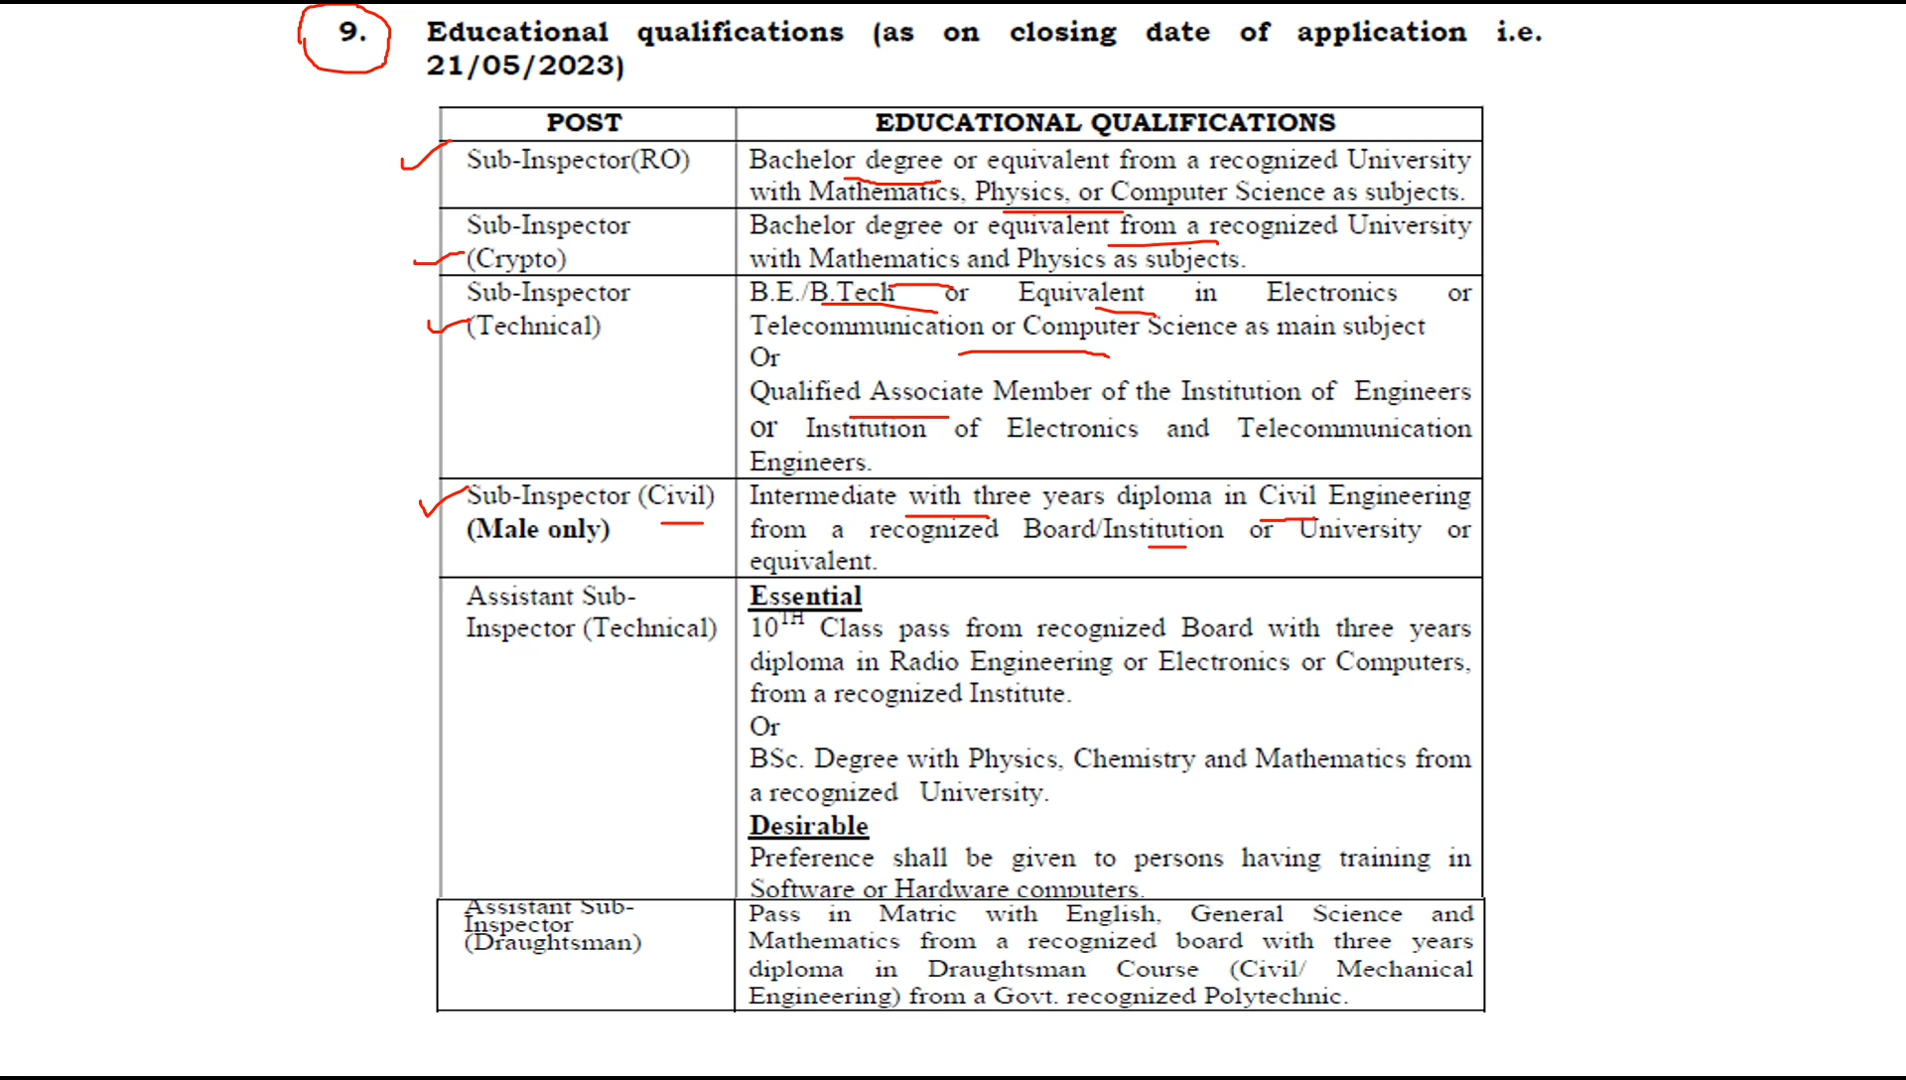 9. Educational qualifications (as on closing date of application i.e.
21/05/2023)
POST EDUCATIONAL QUALIFICATIONS
Sub-Inspector(RO) Bachelor degree or equivalent from a recognized University
with Mathematics, Physics, or Computer Science as subjects.
Sub-Inspector Bachelor degree or equivalent from a recognized University
(Crypto) with Mathematics and Physics as subjects.
Sub-Inspector B.E./B.Tech or Equivalent in Electronics or
(Technical) Telecommunication or Computer Science as main subject
Or
Qualified Associate Member of the Institution of Engineers
or Institution of Electronics and Telecommunication
Engineers.
Sub-Inspector (Civil) Intermediate with three years diploma in Civil Engineering
(Male only) from a recognized Board/Institution or University or
equivalent.
Assistant Sub- Essential
Inspector (Technical) 10TH Class pass from recognized Board with three years
diploma in Radio Engineering or Electronics or Computers,
from a recognized Institute.
Or
BSc. Degree with Physics, Chemistry and Mathematics from
a recognized University.
Desirable
Preference shall be given to persons having training in
Software or Hardware computers.
Assistant Sub- Pass in Matric with English, General Science and
Inspector Mathematics from a recognized board with three years
(Draughtsman) diploma in Draughtsman Course (Civil/ Mechanical
Engineering) from a Govt. recognized Polytechnic.